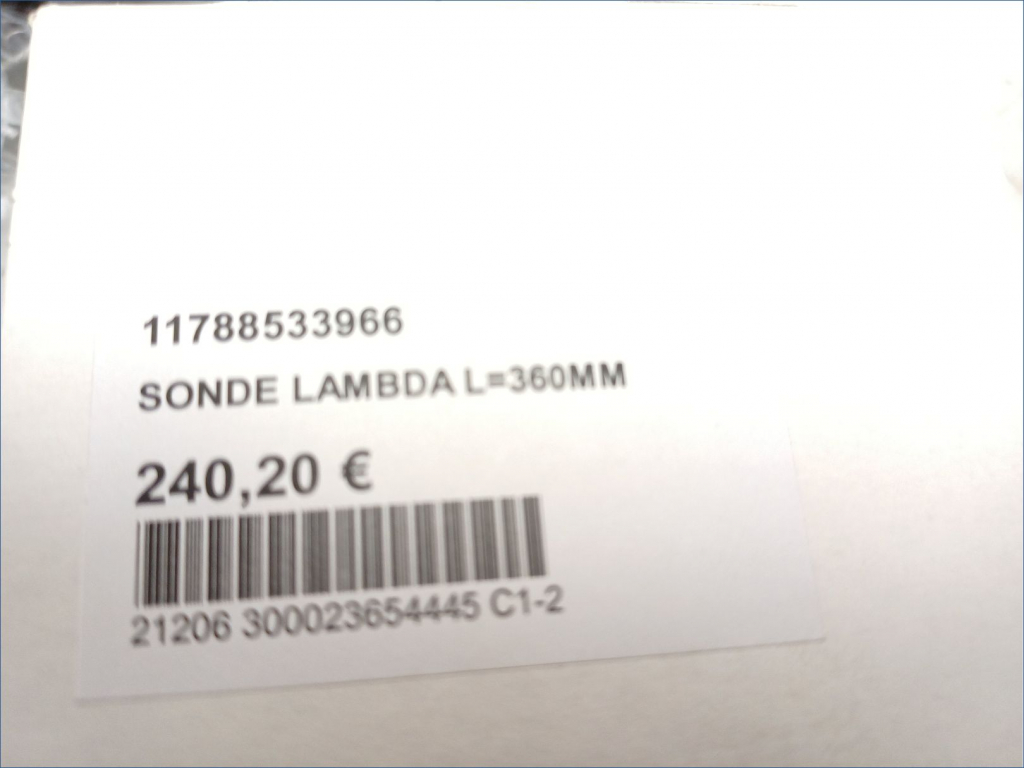 11788533966
SONDE LAMBDA L=360MM
240,20 €
21206 300023654445 C1-2